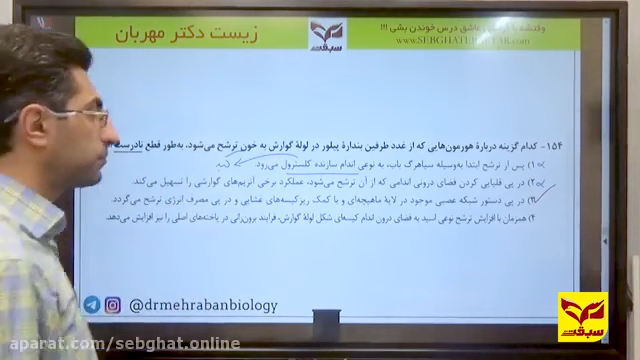 وقتشه با سبقت عاشق درس خوندن بشی !!!
زیست دکتر مهربان
سبقت
۱۵۴- کدام گزینه دربارهٔ هورمون‌هایی که از غدد طرفین بندارهٔ پیلور در لولهٔ گوارش به خون ترشح می‌شود، به‌طور قطع نادرست
۱) پس از ترشح ابتدا به‌وسیله سیاهرگ باب، به نوعی اندام سازنده کلسترول می‌رود.
۲) در پی قلیایی کردن فضای درونی اندامی که از آن ترشح می‌شود، عملکرد برخی آنزیم‌های گوارشی را تسهیل می‌کند.
۳) در پی دستور شبکه عصبی موجود در لایهٔ ماهیچه‌ای و با کمک ریزکیسه‌های غشایی و در پی مصرف انرژی ترشح می‌گردد.
۴) همزمان با افزایش ترشح نوعی اسید به فضای درون اندام کیسه‌ای شکل لولهٔ گوارش، فرایند برون‌رانی در یاخته‌های اصلی را نیز افزایش می‌دهد.
@drmehrabanbiology
سبقت
aparat.com/sebghat.online